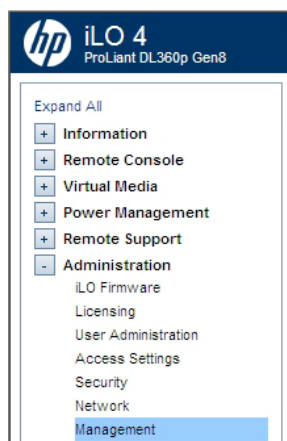 hp
iLO 4
ProLiant DL360p Gen8
Expand All
+ Information
+ Remote Console
+ Virtual Media
+ Power Management
+ Remote Support
- Administration
iLO Firmware
Licensing
User Administration
Access Settings
Security
Network
Management